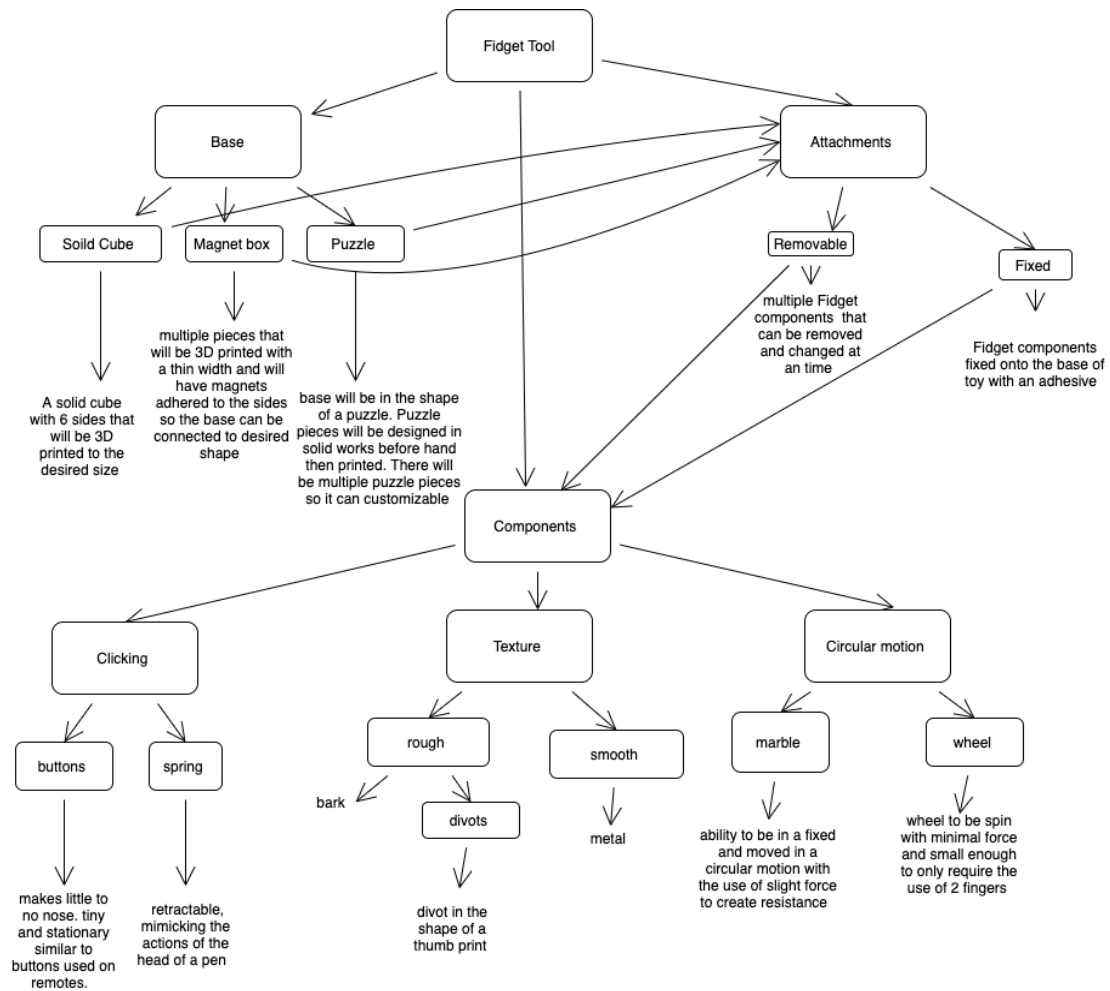 Fidget Tool
Base
Attachments
Soild Cube
Magnet box
Puzzle
Removable
Fixed
A solid cube
with 6 sides that
will be 3D
printed to the
desired size
multiple pieces that
will be 3D printed with
a thin width and will
have magnets
adhered to the sides
so the base can be
connected to desired
shape
base will be in the shape
of a puzzle. Puzzle
pieces will be designed in
solid works before hand
then printed. There will
be multiple puzzle pieces
so it can customizable
multiple Fidget
components that
can be removed
and changed at
an time
Fidget components
fixed onto the base of
toy with an adhesive
Components
Clicking
Texture
Circular motion
buttons
spring
rough
smooth
marble
wheel
bark
divots
metal
makes little to
no nose. tiny
and stationary
similar to
buttons used on
remotes.
retractable,
mimicking the
actions of the
head of a pen
divot in the
shape of a
thumb print
ability to be in a fixed
and moved in a
circular motion with
the use of slight force
to create resistance
wheel to be spin
with minimal force
and small enough
to only require the
use of 2 fingers